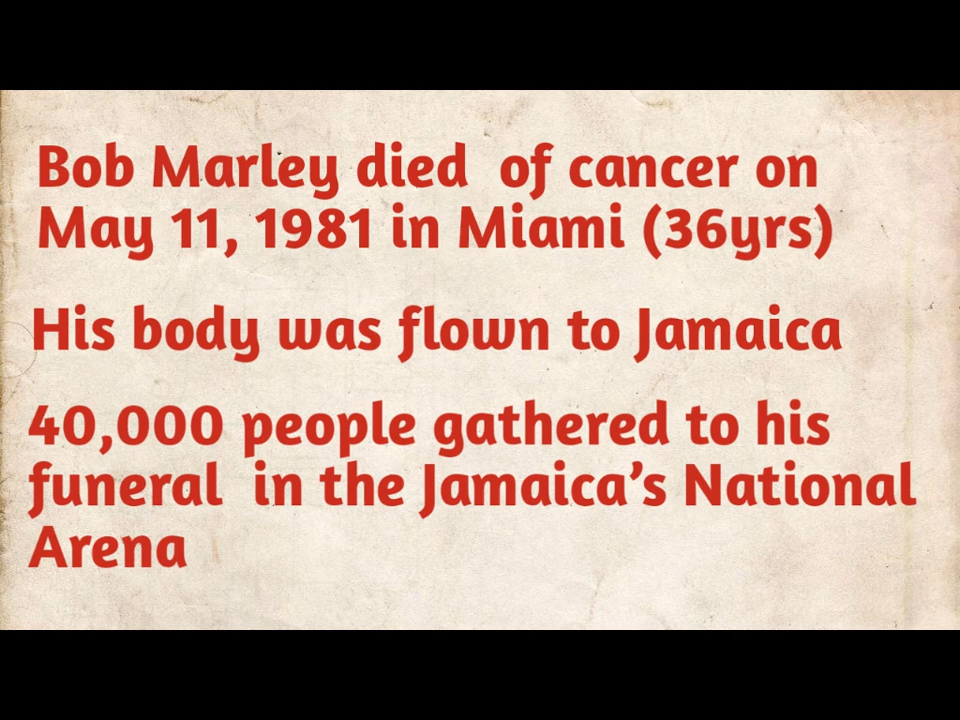 Bob Marley died  of cancer on
May 11, 1981 in Miami (36yrs)
His body was flown to Jamaica
40,000 people gathered to his
funeral  in the Jamaica’s National
Arena